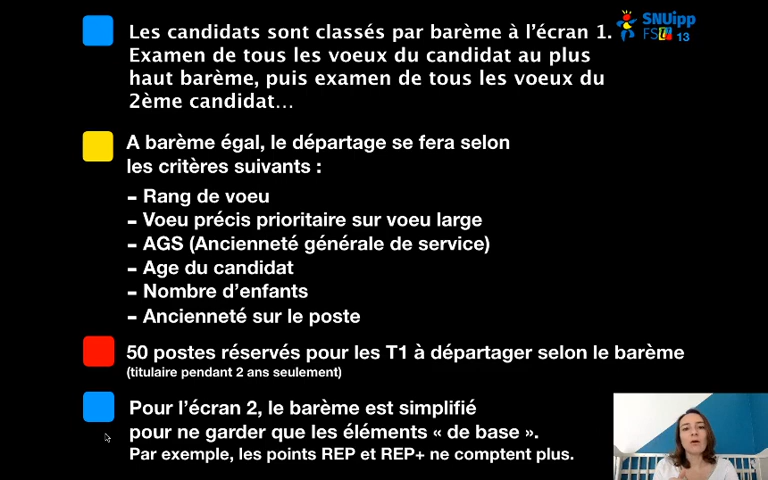 Les candidats sont classés par barème à l’écran 1.
Examen de tous les voeux du candidat au plus
haut barème, puis examen de tous les voeux du
2ème candidat…
SNUipp
FSU 13
A barème égal, le départage se fera selon
les critères suivants :
- Rang de voeu
- Voeu précis prioritaire sur voeu large
- AGS (Ancienneté générale de service)
- Age du candidat
- Nombre d’enfants
- Ancienneté sur le poste
50 postes réservés pour les T1 à départager selon le barème
(titulaire pendant 2 ans seulement)
Pour l’écran 2, le barème est simplifié
pour ne garder que les éléments « de base ».
Par exemple, les points REP et REP+ ne comptent plus.